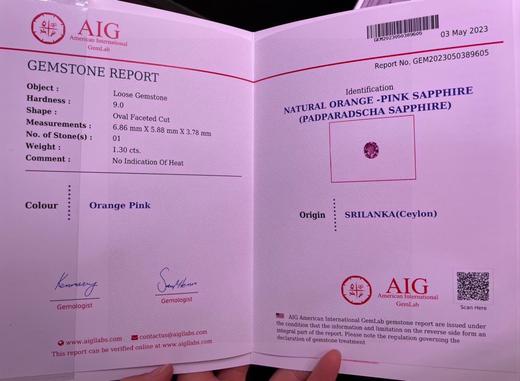 AIG
American International
GemLab
GEMSTONE REPORT
Object : Loose Gemstone
Hardness : 9.0
Shape : Oval Faceted Cut
Measurements : 6.86 mm X 5.88 mm X 3.78 mm
No. of Stone(s) : 01
Weight : 1.30 cts.
Comment : No Indication Of Heat
Colour Orange Pink
Gemologist Gemologist
www.aigllabs.com contactus@aigllabs.com
This report can be verified online at www.aigllabs.com
GEM2023050389605
03 May 2023
Report No. GEM2023050389605
Identification
NATURAL ORANGE -PINK SAPPHIRE
(PADPARADSCHA SAPPHIRE)
Origin SRILANKA(Ceylon)
AIG
American International
GemLab
Scan Here
AIG American International GemLab gemstone report are issued under
the condition that the information and limitation on the reverse side form an
integral part of the report. Please note the regulation governing the
declaration of gemstone treatment